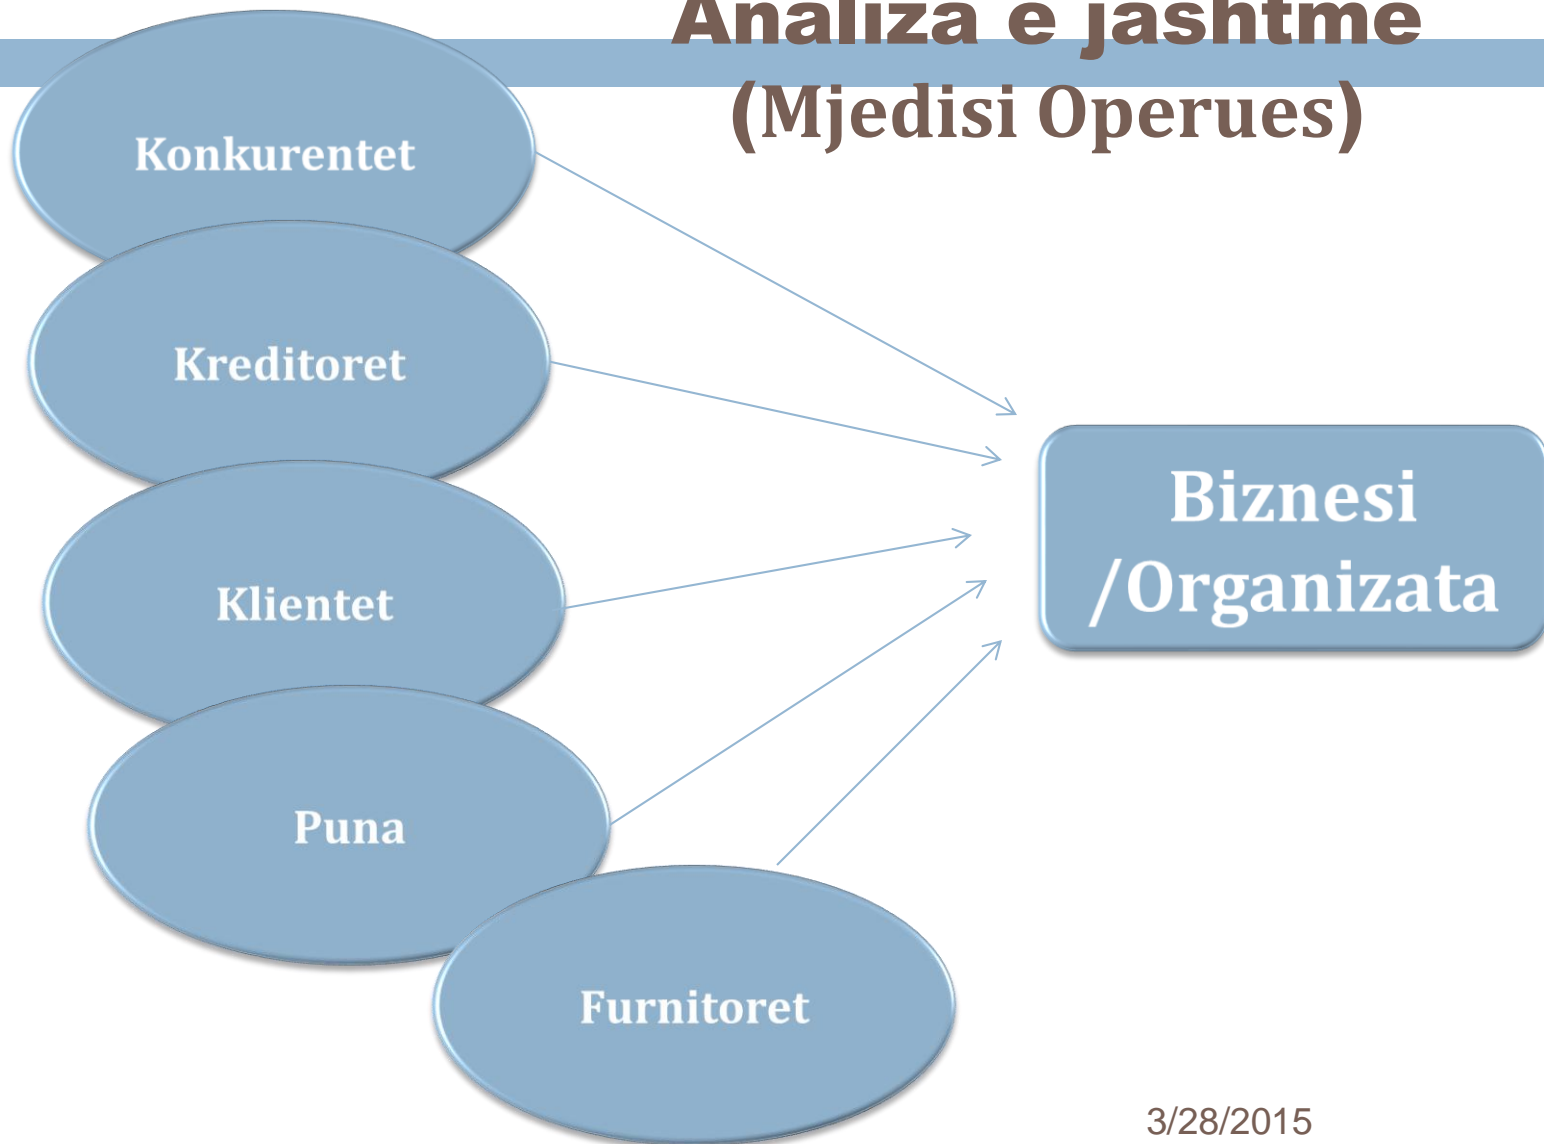 Analiza e jashtme
(Mjedisi Operues)
Konkurentet
Kreditoret
Klientet
Puna
Furnitoret
Biznesi
/Organizata
3/28/2015